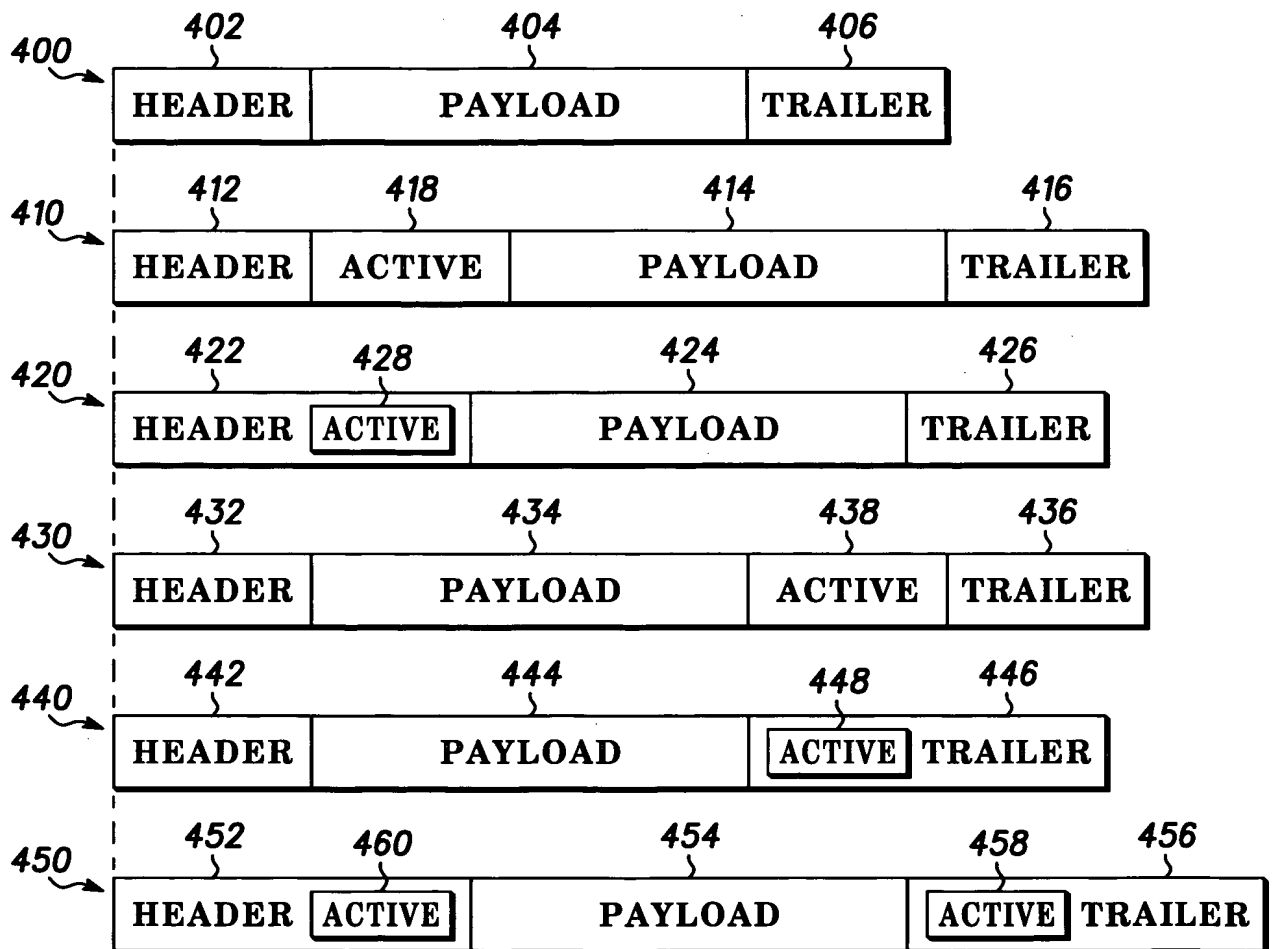 402 404 406
400
HEADER PAYLOAD TRAILER
412 418 414 416
410
HEADER ACTIVE PAYLOAD TRAILER
422 428 424 426
420
HEADER ACTIVE PAYLOAD TRAILER
432 434 438 436
430
HEADER PAYLOAD ACTIVE TRAILER
442 444 448 446
440
HEADER PAYLOAD ACTIVE TRAILER
452 460 454 458 456
450
HEADER ACTIVE PAYLOAD ACTIVE TRAILER